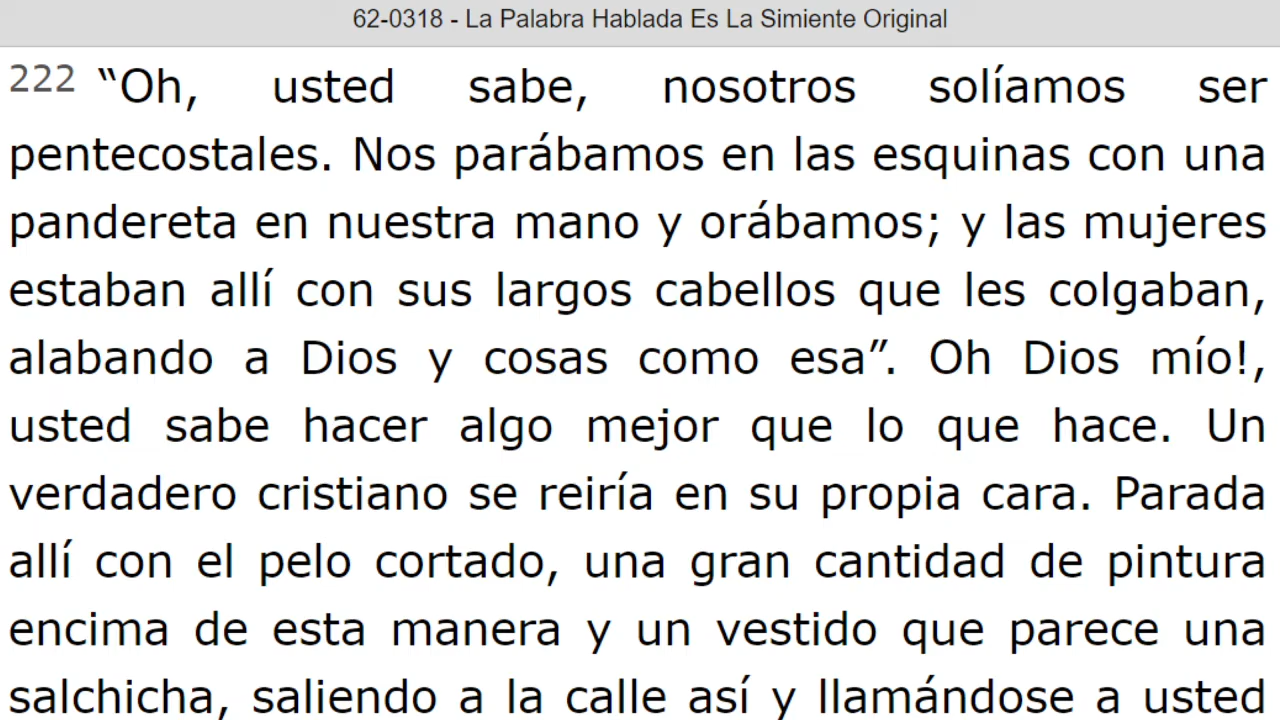 62-0318 - La Palabra Hablada Es La Simiente Original
222 “Oh, usted sabe, nosotros solíamos ser
pentecostales. Nos parábamos en las esquinas con una
pandereta en nuestra mano y orábamos; y las mujeres
estaban allí con sus largos cabellos que les colgaban,
alabando a Dios y cosas como esa”. Oh Dios mío!,
usted sabe hacer algo mejor que lo que hace. Un
verdadero cristiano se reiría en su propia cara. Parada
allí con el pelo cortado, una gran cantidad de pintura
encima de esta manera y un vestido que parece una
salchicha, saliendo a la calle así y llamándose a usted